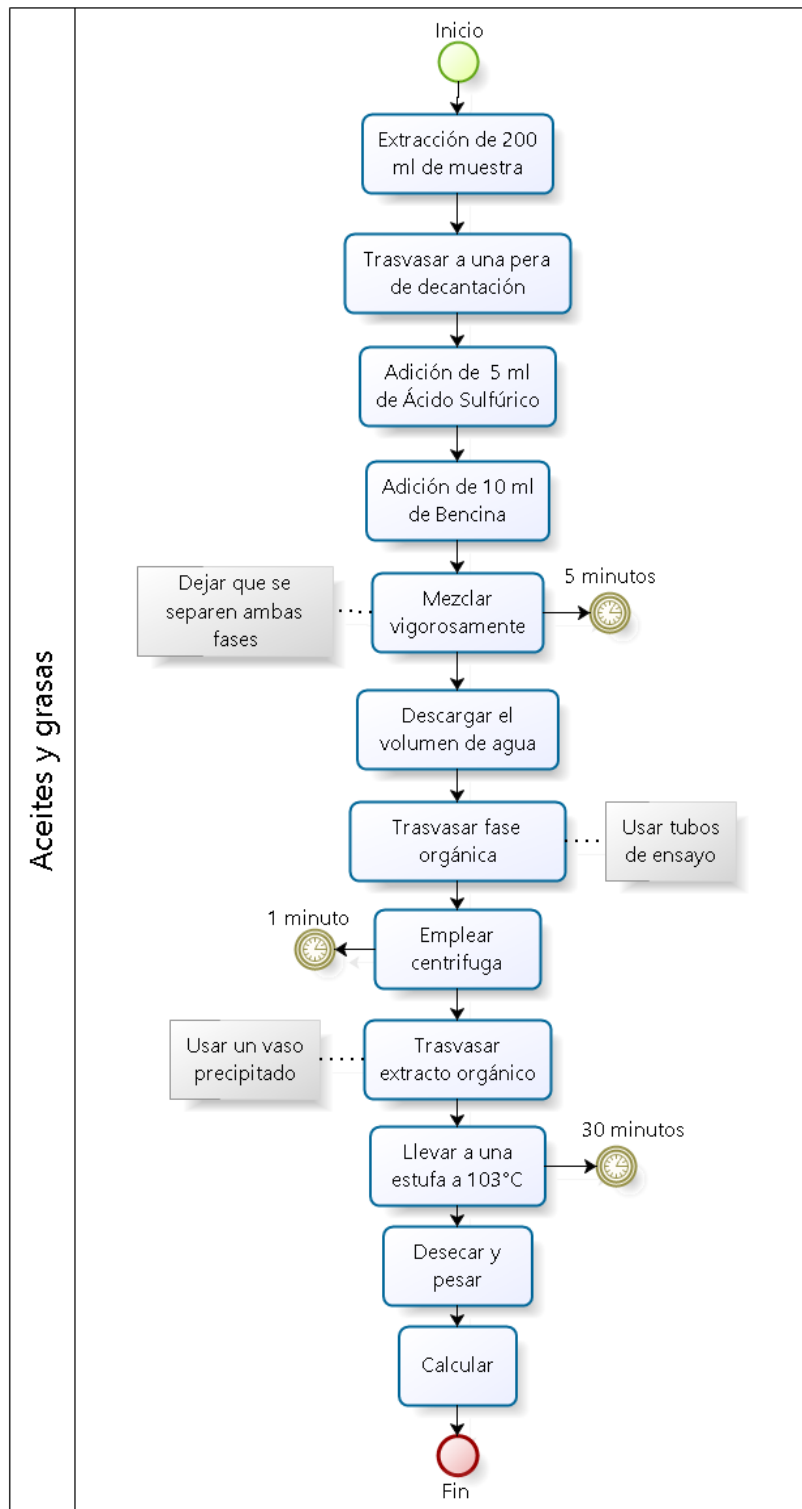 Aceites y grasas
Inicio
Extracción de 200
ml de muestra
Trasvasar a una pera
de decantación
Adición de 5 ml
de Ácido Sulfúrico
Adición de 10 ml
de Bencina
Dejar que se
separen ambas
fases
Mezclar
vigorosamente
5 minutos
Descargar el
volumen de agua
Trasvasar fase
orgánica
Usar tubos
de ensayo
1 minuto
Emplear
centrifuga
Usar un vaso
precipitado
Trasvasar
extracto orgánico
Llevar a una
estufa a 103°C
30 minutos
Desecar y
pesar
Calcular
Fin